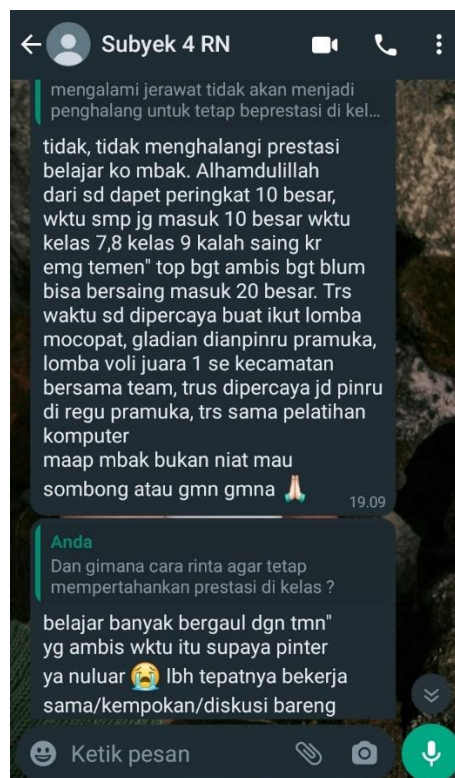 Subyek 4 RN
mengalami jerawat tidak akan menjadi
penghalang untuk tetap beprestasi di kel...
tidak, tidak menghalangi prestasi
belajar ko mbak. Alhamdulillah
dari sd dapet peringkat 10 besar,
wktu smp jg masuk 10 besar wktu
kelas 7,8 kelas 9 kalah saing kr
emg temen" top bgt ambis bgt blum
bisa bersaing masuk 20 besar. Trs
waktu sd dipercaya buat ikut lomba
mocopat, gladian dianpinru pramuka,
lomba voli juara 1 se kecamatan
bersama team, trus dipercaya jd pinru
di regu pramuka, trs sama pelatihan
komputer
maap mbak bukan niat mau
sombong atau gmn gmna 🙏🏻
19.09
Anda
Dan gimana cara rinta agar tetap
mempertahankan prestasi di kelas ?
belajar banyak bergaul dgn tmn"
yg ambis wktu itu supaya pinter
ya nuluar 😭 lbh tepatnya bekerja
sama/kempokan/diskusi bareng
Ketik pesan